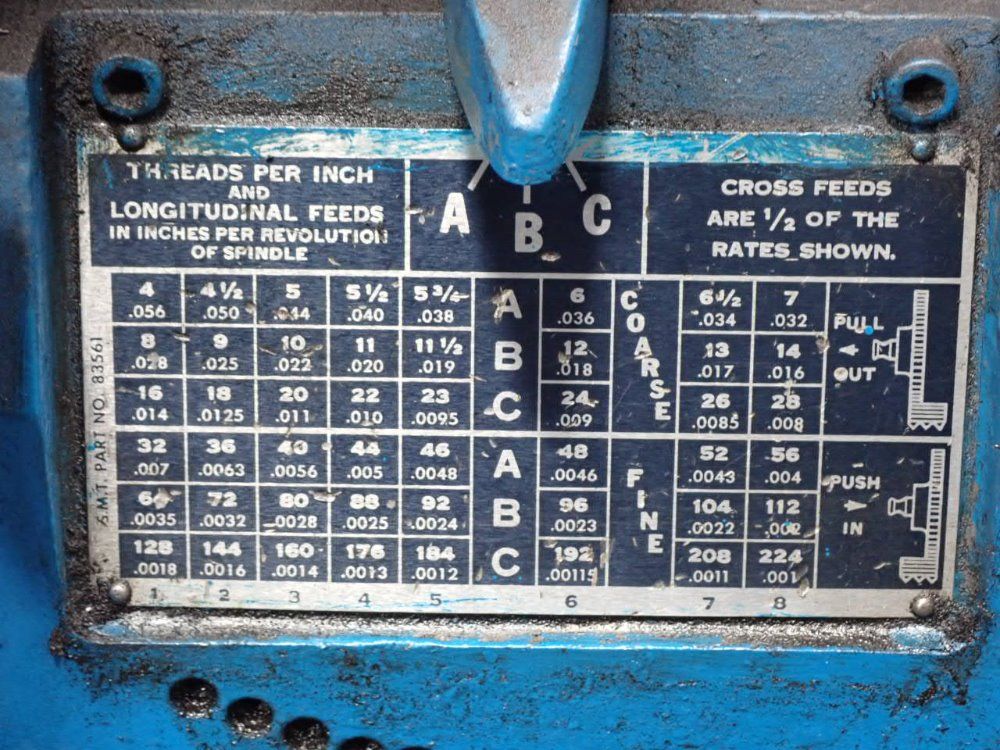 THREADS PER INCH
AND
LONGITUDINAL FEEDS
IN INCHES PER REVOLUTION
OF SPINDLE
A B C
CROSS FEEDS
ARE 1/2 OF THE
RATES SHOWN.
4 4 1/2 5 5 1/2 5 3/4 A 6 COARSE 6 1/2 7
.056 .050 .044 .040 .038 .036 .034 .032
8 9 10 11 11 1/2 B 12 13 14
.028 .025 .022 .020 .019 .018 .017 .016
16 18 20 22 23 C 24 26 28
.014 .0125 .011 .010 .0095 .009 .0085 .008
PULL
OUT
32 36 40 44 46 A 48 FINE 52 56
.007 .0063 .0056 .005 .0048 .0046 .0043 .004
64 72 80 88 92 B 96 104 112
.0035 .0032 .0028 .0025 .0024 .0023 .0022 .002
128 144 160 176 184 C 192 208 224
.0018 .0016 .0014 .0013 .0012 .00115 .0011 .001
PUSH
IN
1 2 3 4 5 6 7 8
M.T. PART NO. 83561